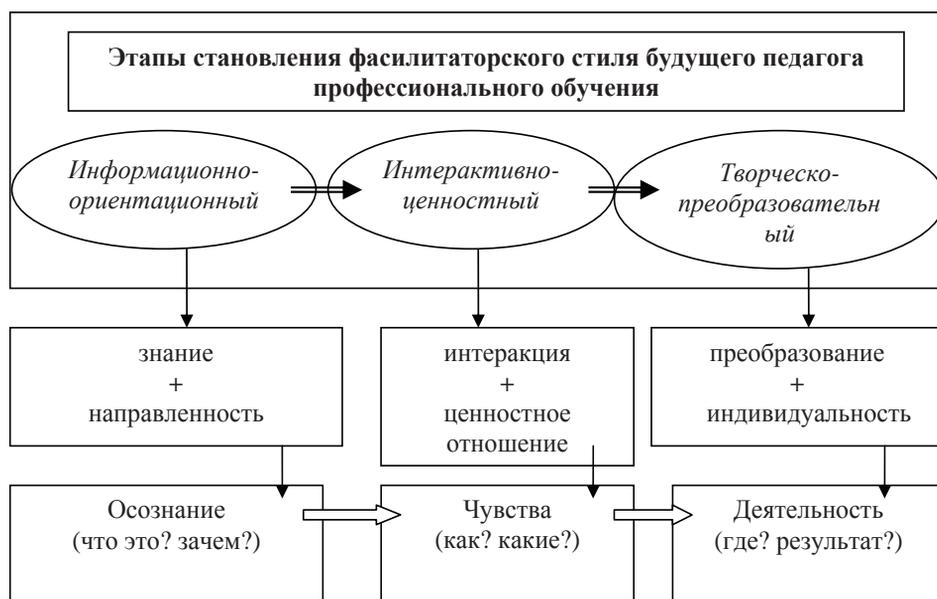 Этапы становления фасилитаторского стиля будущего педагога
профессионального обучения
Информационно-
ориентационный
Интерактивно-
ценностный
Творческо-
преобразовательн
ый
знание
+
направленность
интеракция
+
ценностное
отношение
преобразование
+
индивидуальность
Осознание
(что это? зачем?)
Чувства
(как? какие?)
Деятельность
(где? результат?)